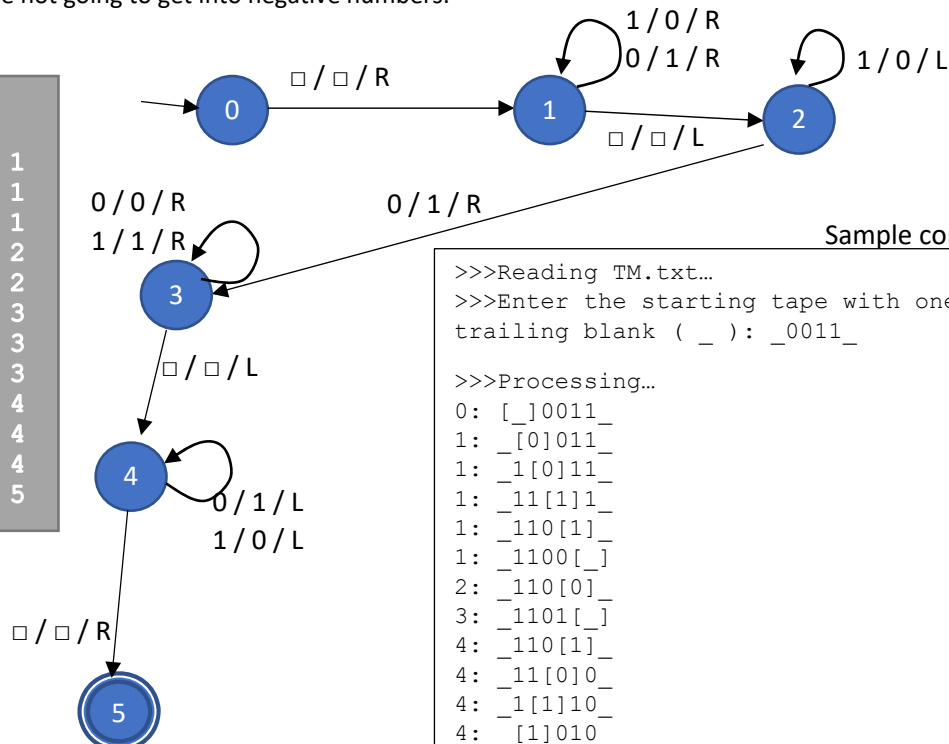 e not going to get into negative numbers.
1 / 0 / R
0 / 1 / R
1 / 0 / L
□ / □ / R
0
1
2
□ / □ / L
1
1
1
2
2
3
3
3
4
4
4
5
0 / 0 / R
1 / 1 / R
0 / 1 / R
3
□ / □ / L
4
0 / 1 / L
1 / 0 / L
□ / □ / R
5
Sample co
>>>Reading TM.txt…
>>>Enter the starting tape with one
trailing blank ( _ ): _0011_
>>>Processing…
0: [_]0011_
1: _[0]011_
1: _1[0]11_
1: _11[1]1_
1: _110[1]_
1: _1100[_]
2: _110[0]_
3: _1101[_]
4: _110[1]_
4: _11[0]0_
4: _1[1]10_
4: _[1]010_